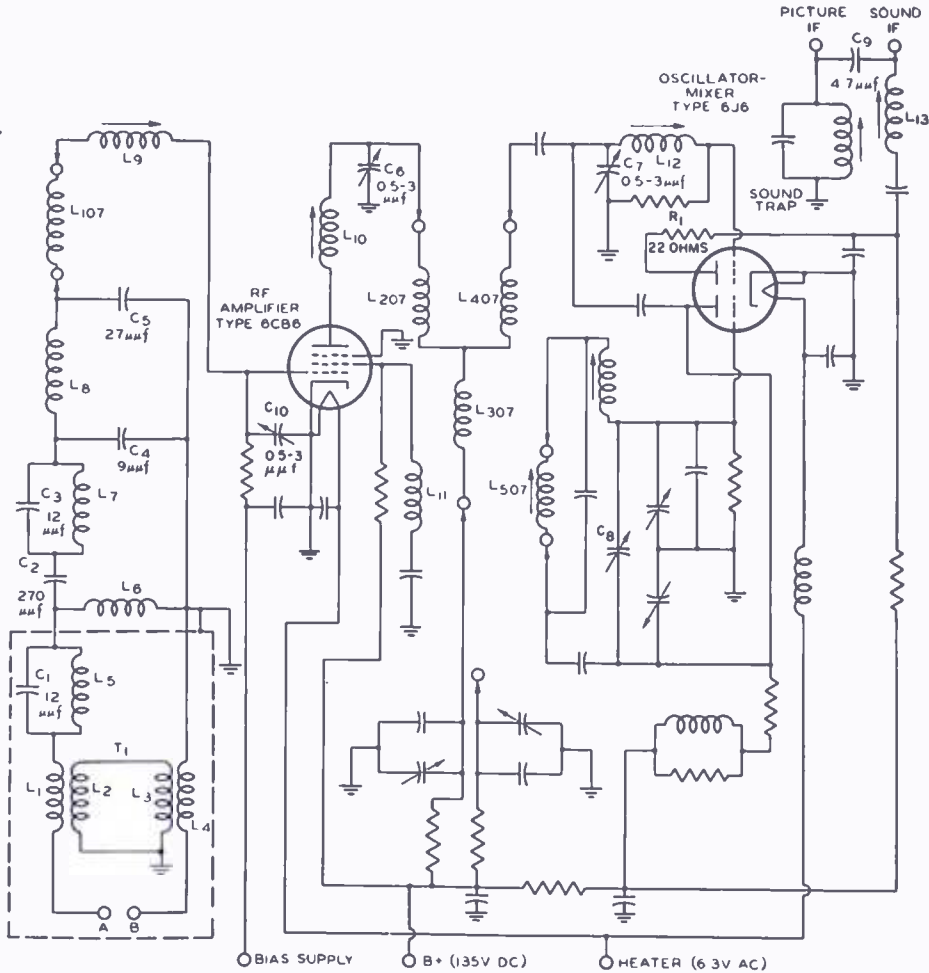 PICTURE
IF
SOUND
IF
C9
4.7μμf
L13
OSCILLATOR-
MIXER
TYPE 6J6
SOUND
TRAP
L9
L107
C6
0.5-3
μμf
L10
C7
0.5-3μμf
L12
R1
22 OHMS
L207
L407
RF
AMPLIFIER
TYPE 6CB6
C5
27μμf
L8
C4
9μμf
C10
0.5-3
μμf
L307
L11
L507
C8
C3
12
μμf
L7
C2
270
μμf
L6
C1
12
μμf
L5
T1
L1
L2
L3
L4
A
B
BIAS SUPPLY
B+ (135V DC)
HEATER (6.3V AC)